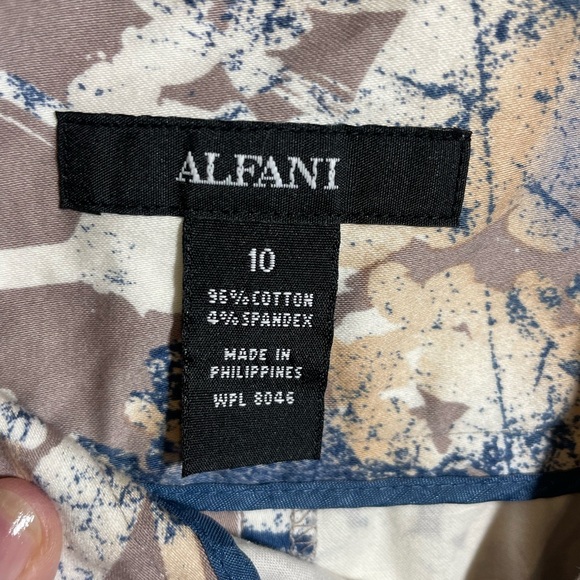 ALFANI
10
96% COTTON
4% SPANDEX
MADE IN
PHILIPPINES
WPL 8046